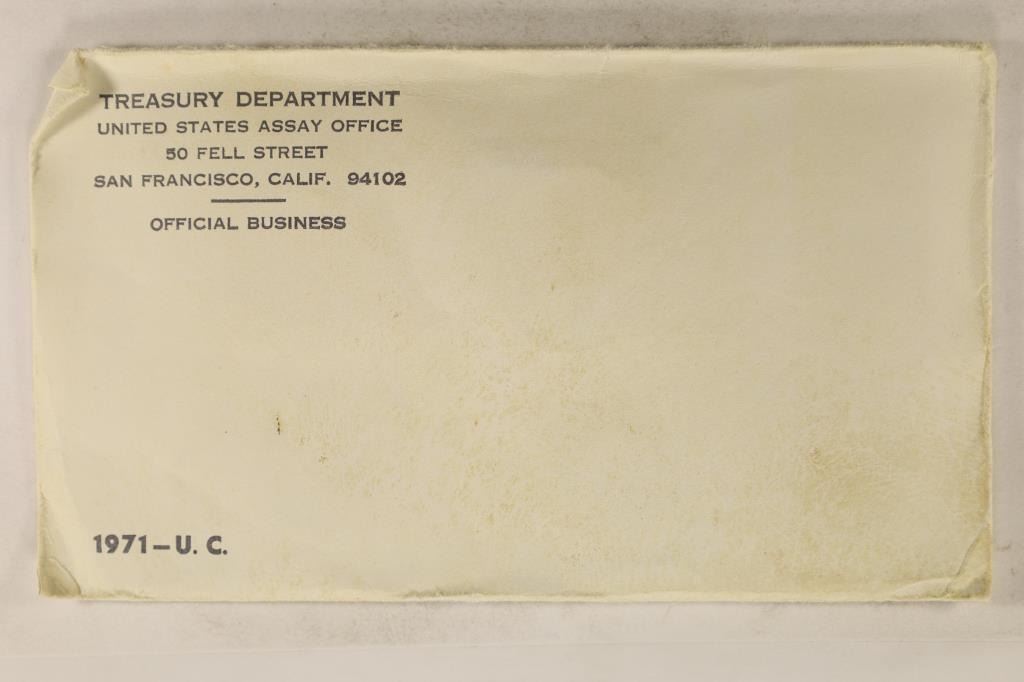 TREASURY DEPARTMENT
UNITED STATES ASSAY OFFICE
50 FELL STREET
SAN FRANCISCO, CALIF. 94102
OFFICIAL BUSINESS
1971–U. C.